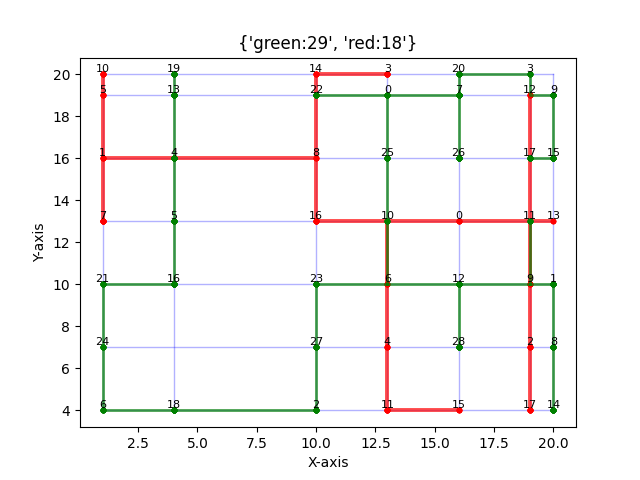 {'green:29', 'red:18'}
10 19 14 3 20 3
5 13 22 0 7 12 9
1 4 8 25 26 17 15
7 5 16 10 0 11 13
21 16 23 6 12 9 1
24 27 4 28 2 8
6 18 2 11 15 17 14
20
18
16
14
12
10
8
6
4
Y-axis
2.5 5.0 7.5 10.0 12.5 15.0 17.5 20.0
X-axis